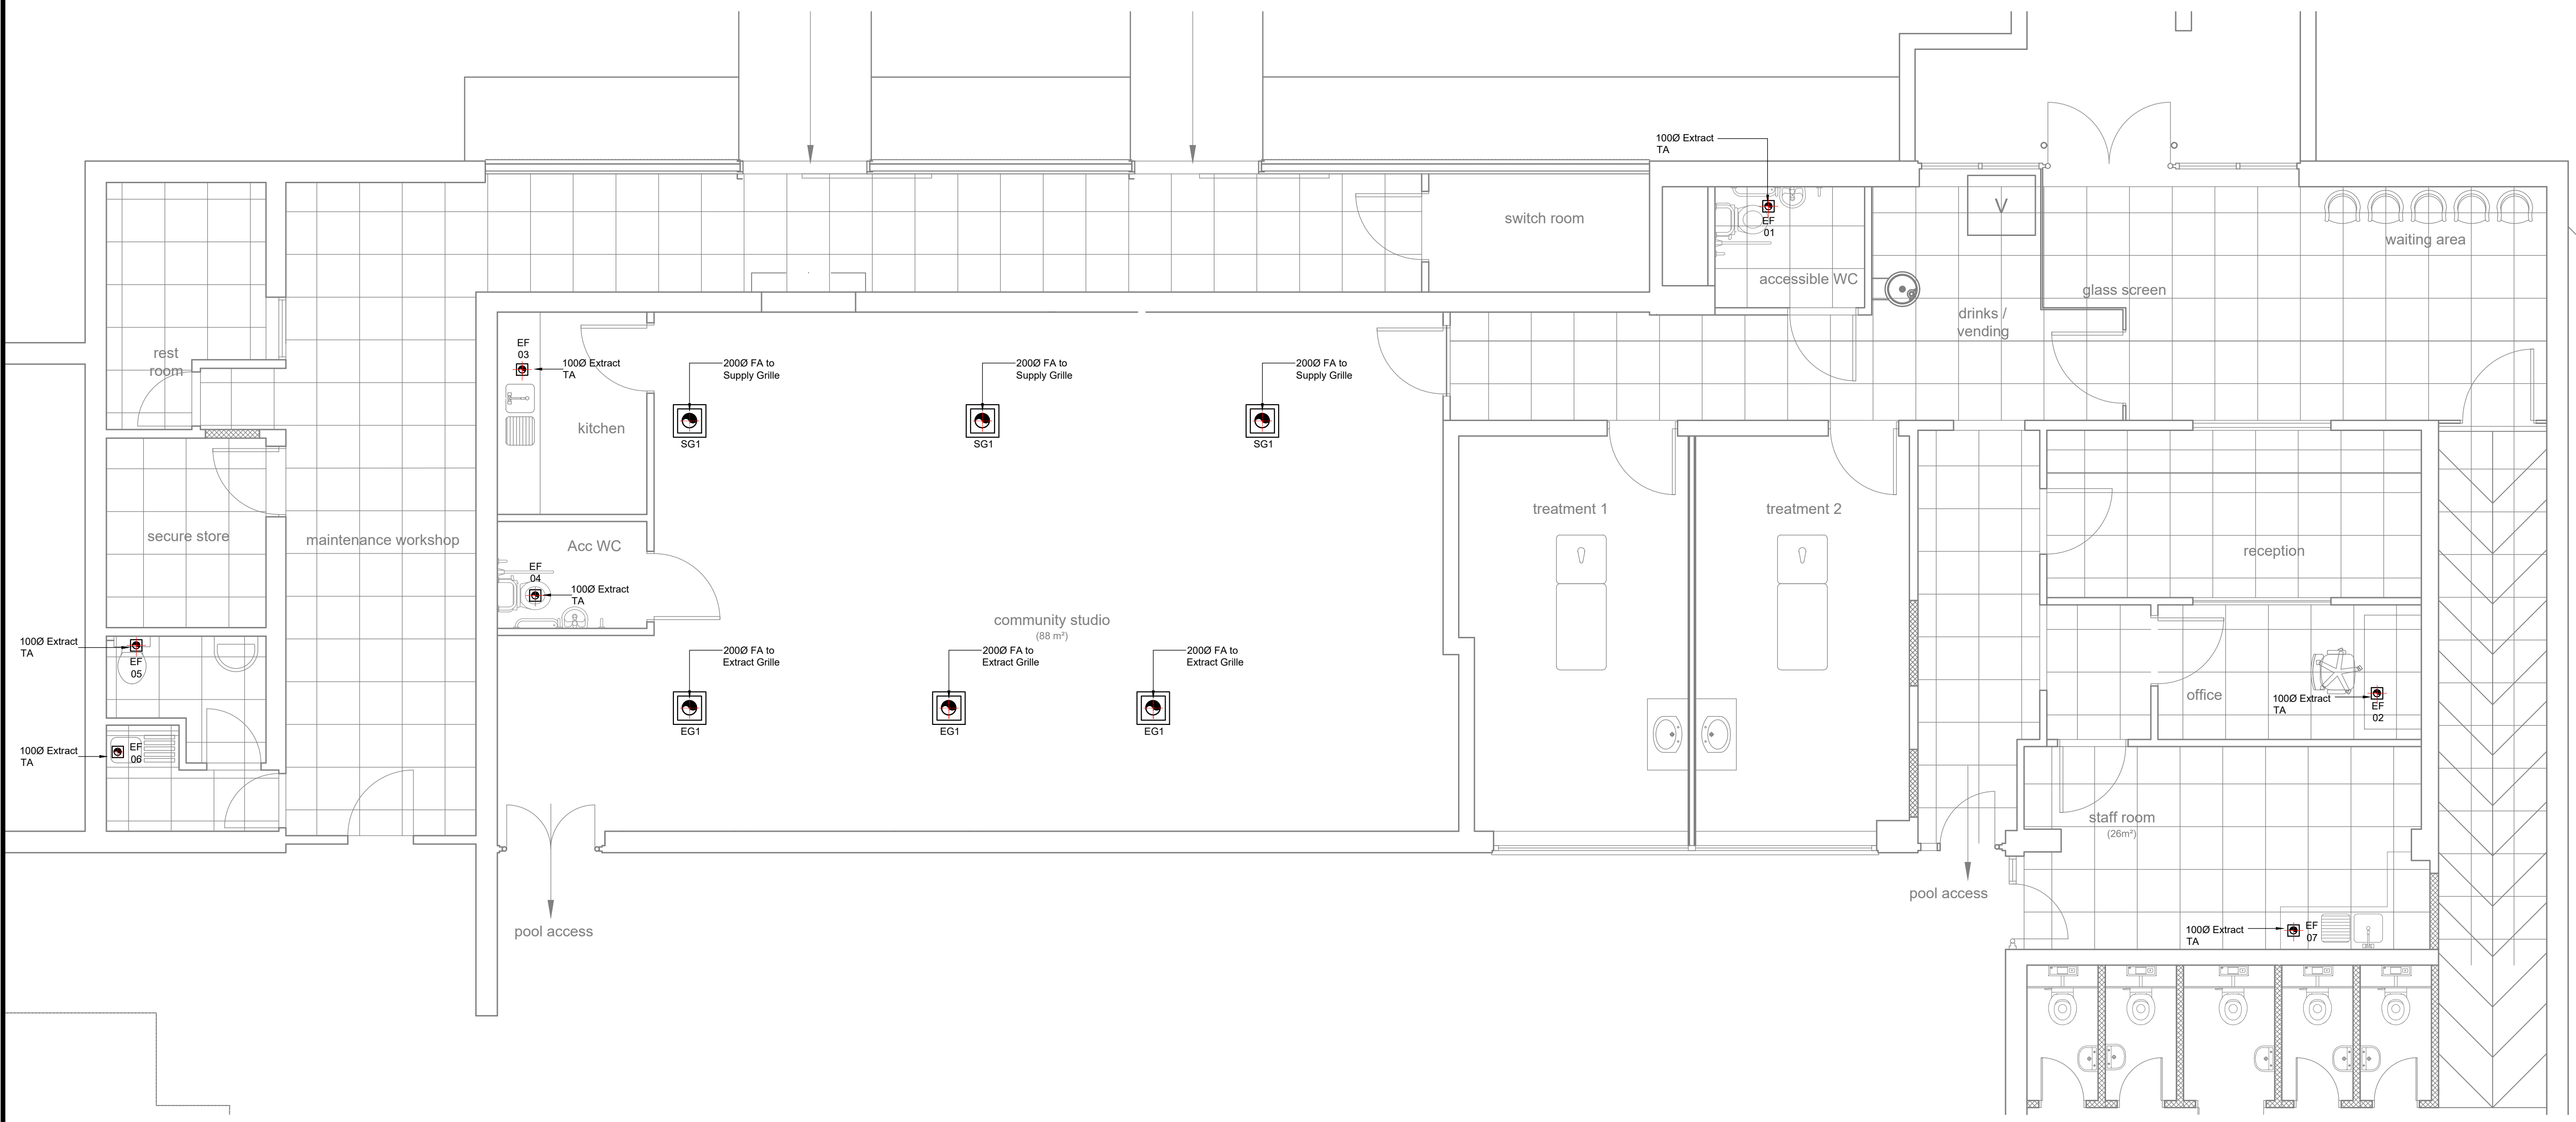 100Ø Extract
TA
EF
01
switch room
accessible WC
waiting area
glass screen
drinks /
vending
rest
room
EF
03
100Ø Extract
TA
kitchen
200Ø FA to
Supply Grille
SG1
200Ø FA to
Supply Grille
SG1
200Ø FA to
Supply Grille
SG1
secure store
maintenance workshop
Acc WC
EF
04
100Ø Extract
TA
community studio
(88 m²)
treatment 1
treatment 2
reception
100Ø Extract
TA
EF
05
200Ø FA to
Extract Grille
EG1
200Ø FA to
Extract Grille
EG1
200Ø FA to
Extract Grille
EG1
office
100Ø Extract
TA
EF
02
100Ø Extract
TA
EF
06
staff room
(26m²)
pool access
pool access
100Ø Extract
TA
EF
07